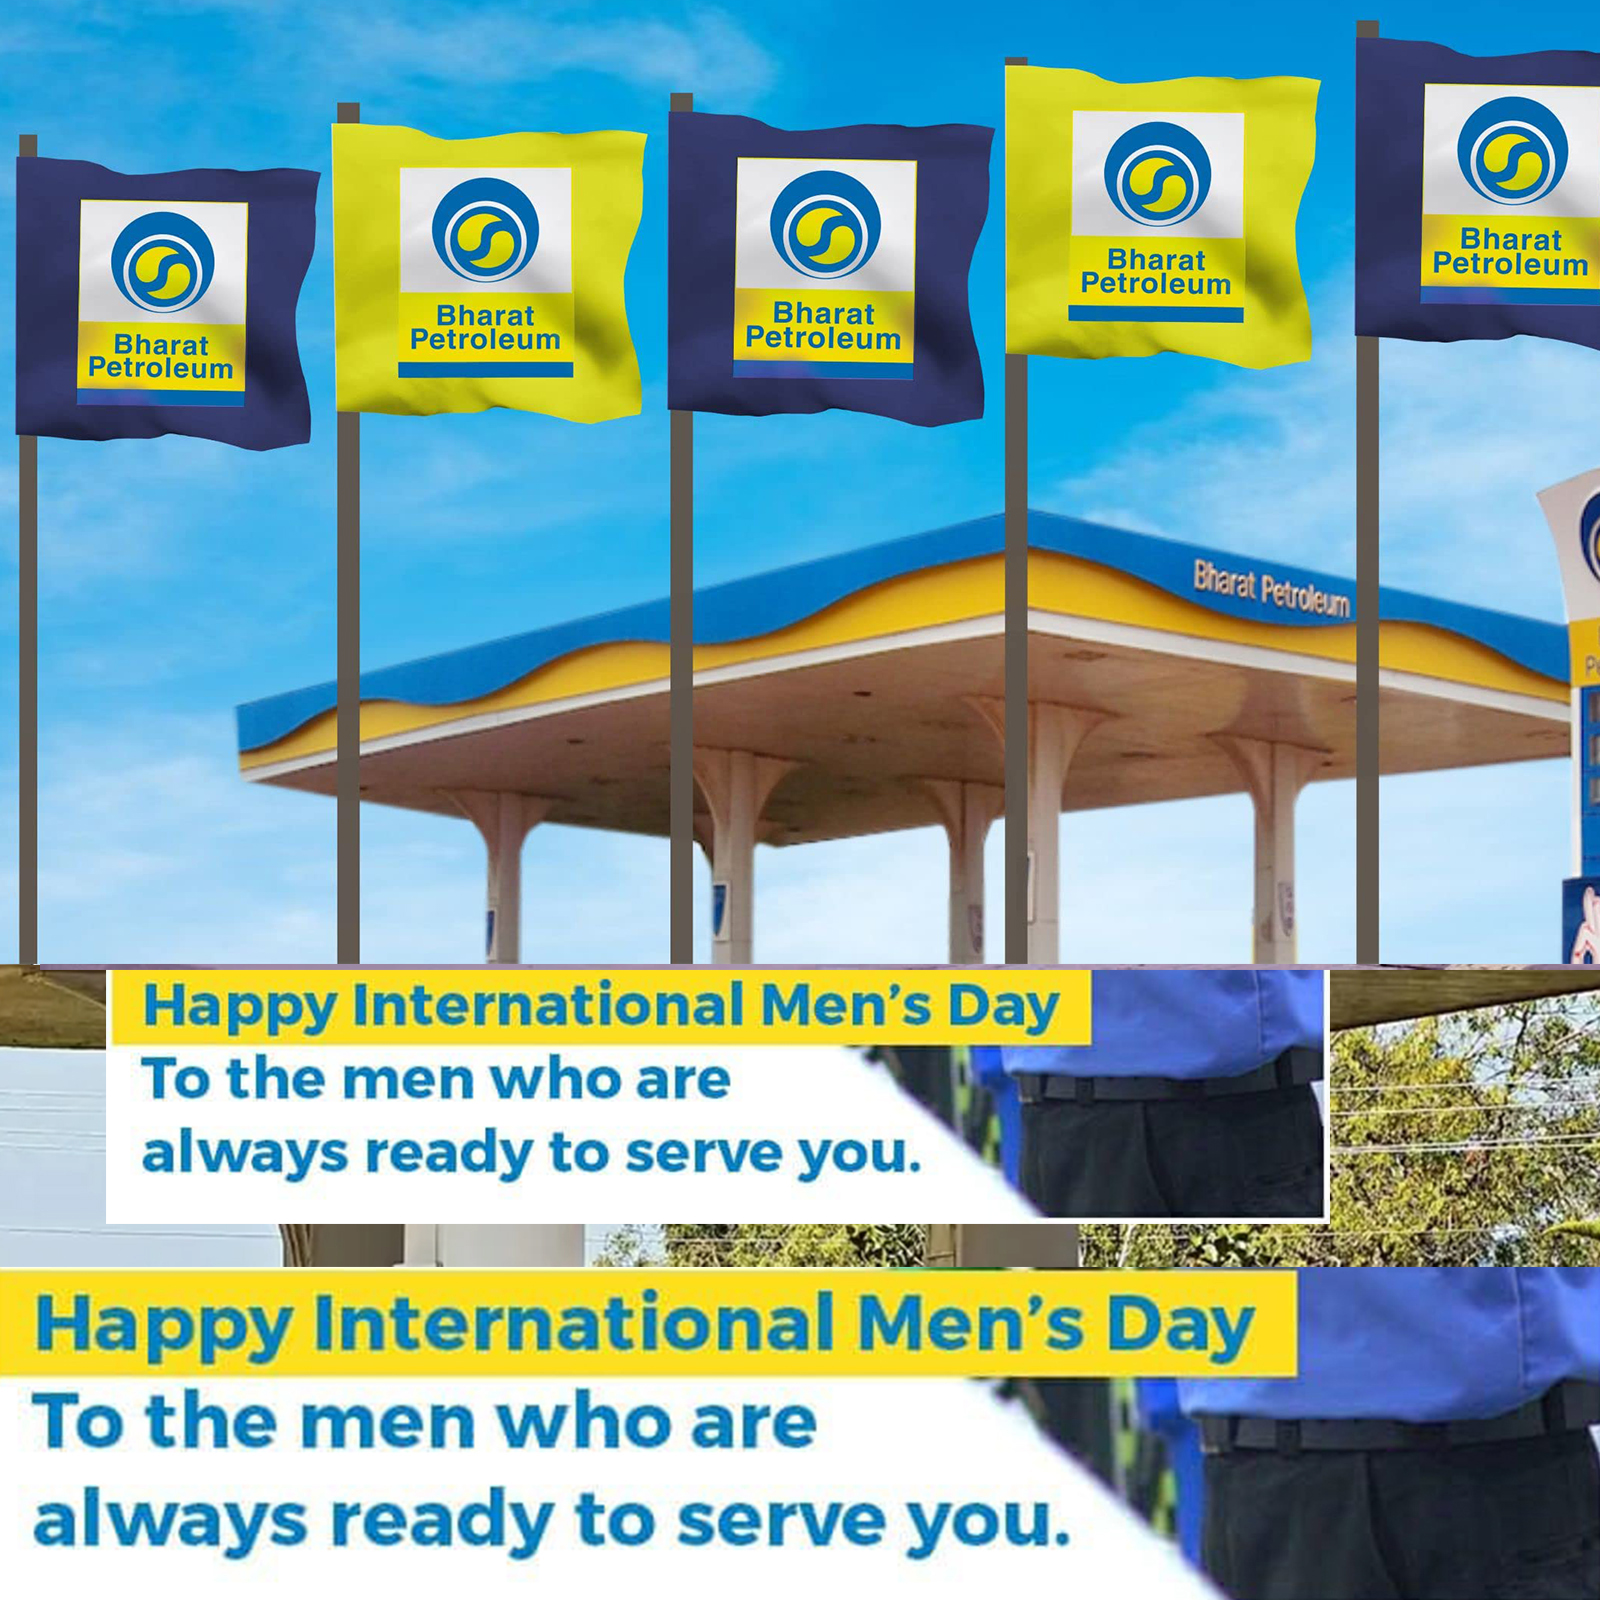 Bharat
Petroleum
Bharat
Petroleum
Bharat
Petroleum
Bharat
Petroleum
Bharat
Petroleum
Bharat Petroleum
Happy International Men's Day
To the men who are
always ready to serve you.
Happy International Men's Day
To the men who are
always ready to serve you.